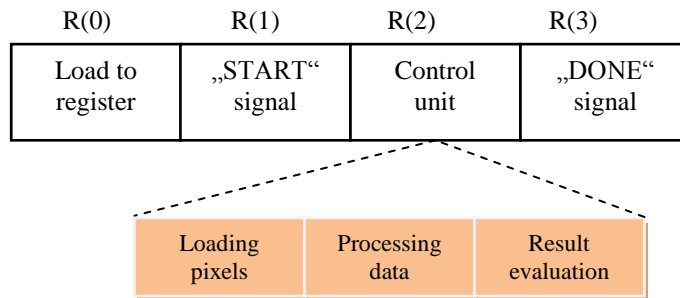 R(0) R(1) R(2) R(3)
Load to register
„START“ signal
Control unit
„DONE“ signal
Loading pixels
Processing data
Result evaluation